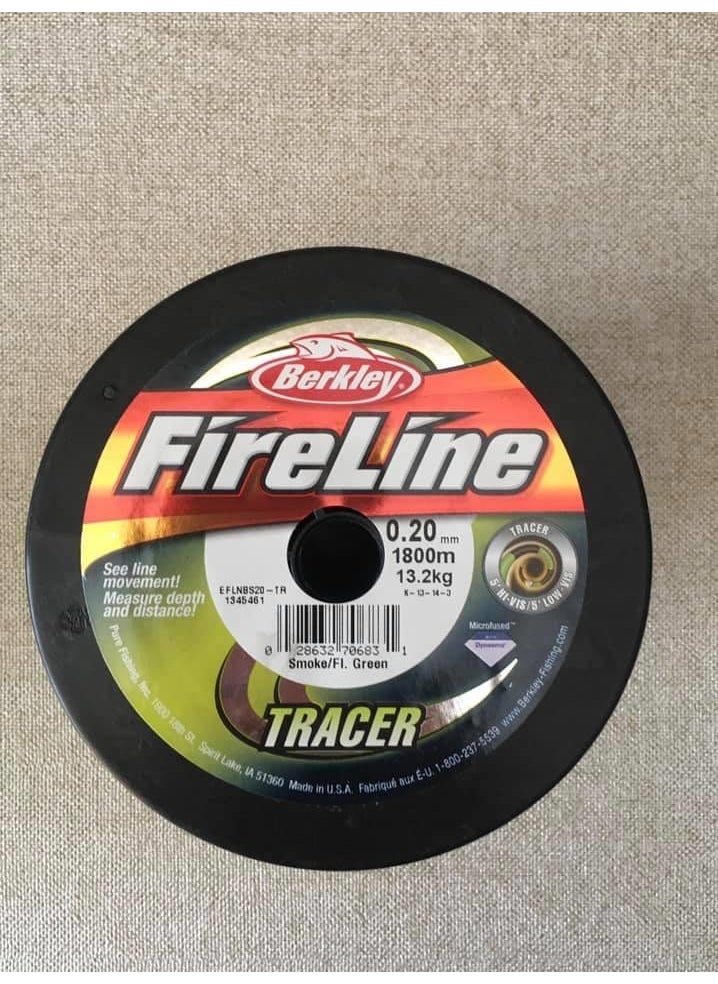 Berkley®
FireLine
0.20 mm
1800m
13.2kg
K-13-14-3
EFLNBS20-TR
1345461
0 28632 70683 1
Smoke/Fl. Green
See line
movement!
Measure depth
and distance!
TRACER
5' HI-VIS/5' LOW-VIS
Microfused™
Dyneema
TRACER
Pure Fishing, Inc. 1900 18th St. Spirit Lake, IA 51360 Made in U.S.A. Fabriqué aux É-U. 1-800-237-5539 www.Berkley-Fishing.com